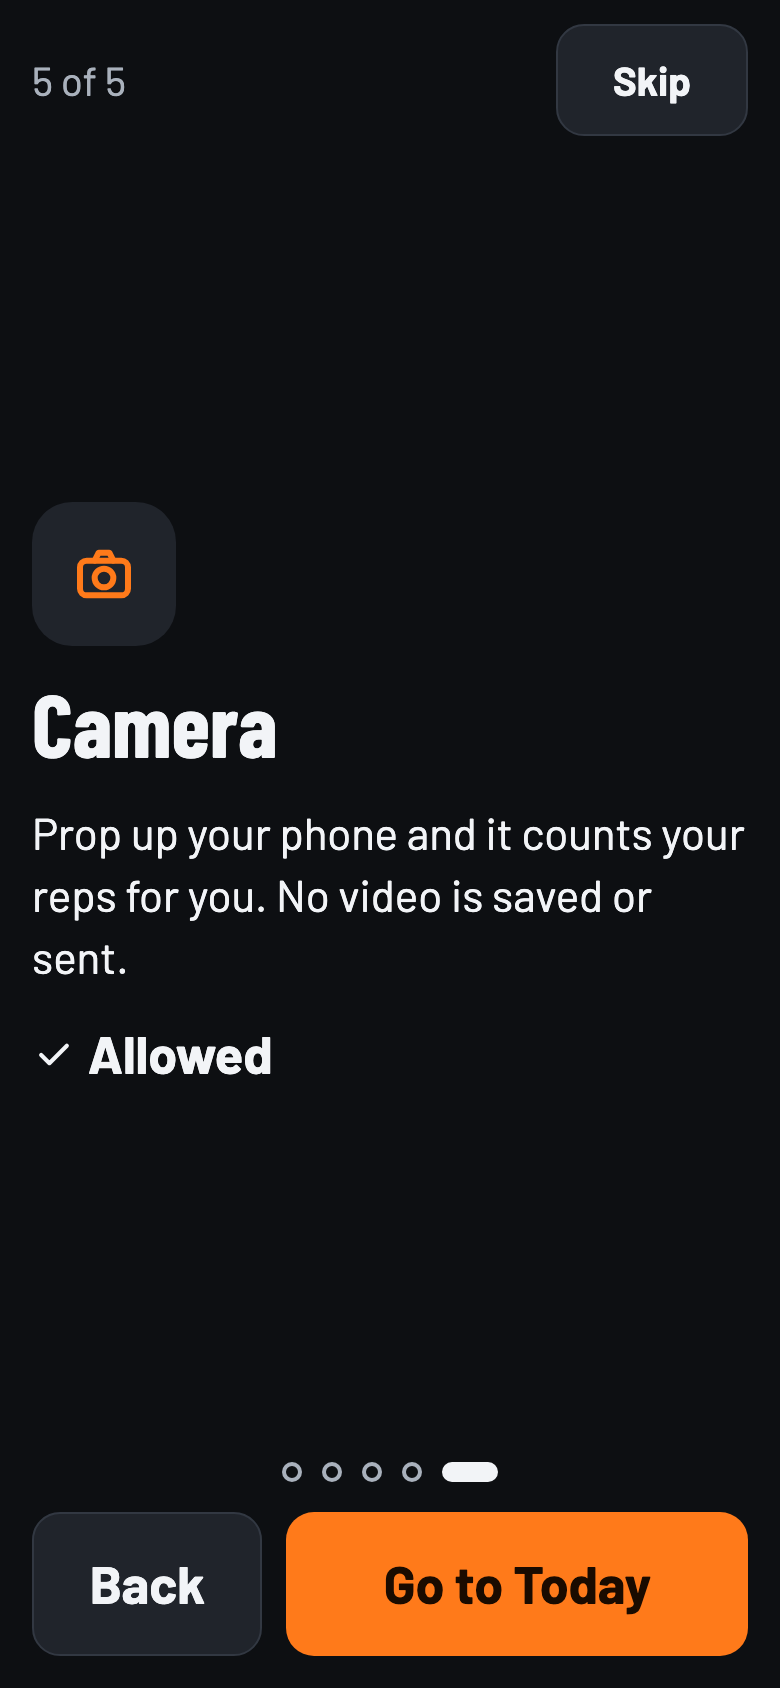 5 of 5
Skip
Camera
Prop up your phone and it counts your
reps for you. No video is saved or
sent.
Allowed
Back
Go to Today